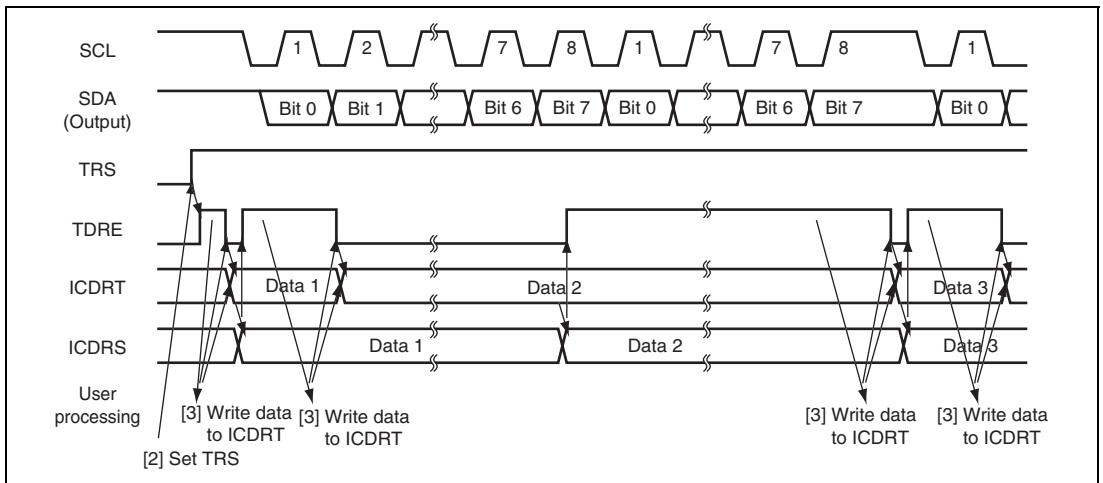 SCL 1 2 7 8 1 7 8 1
SDA
(Output) Bit 0 Bit 1 Bit 6 Bit 7 Bit 0 Bit 6 Bit 7 Bit 0
TRS
TDRE
ICDRT Data 1 Data 2 Data 3
ICDRS Data 1 Data 2 Data 3
User
processing
[3] Write data
to ICDRT
[3] Write data
to ICDRT
[3] Write data
to ICDRT
[3] Write data
to ICDRT
[2] Set TRS